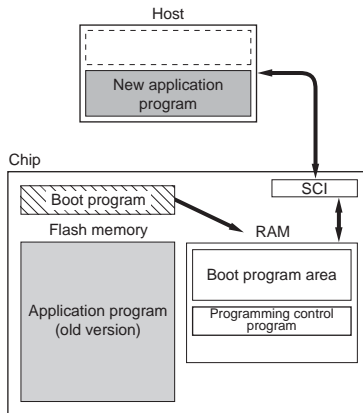 Host
New application
program
Chip
SCI
Boot program
Flash memory
RAM
Application program
(old version)
Boot program area
Programming control
program